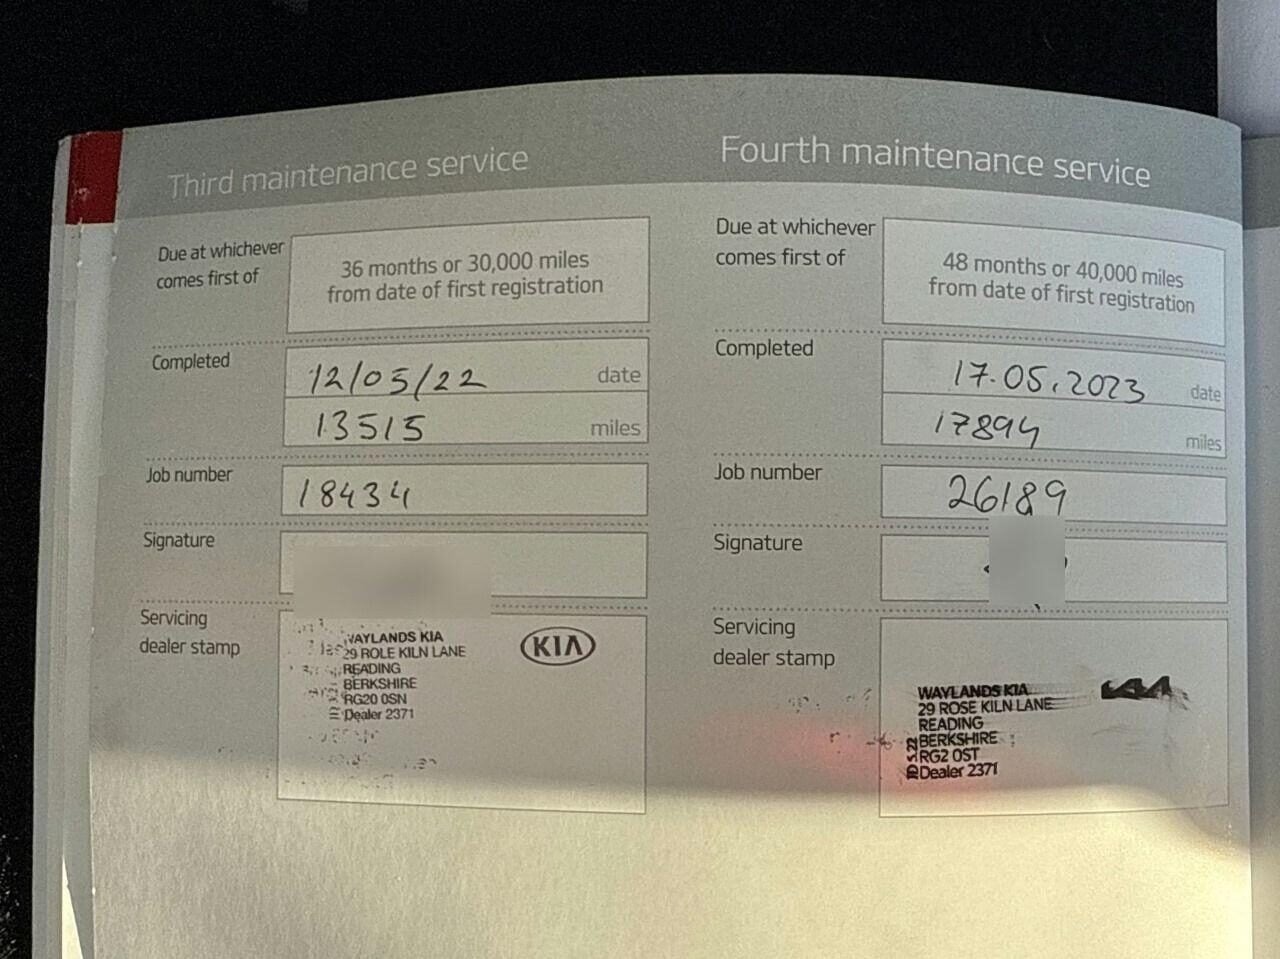 Third maintenance service
Due at whichever
comes first of
36 months or 30,000 miles
from date of first registration
Completed
12/05/22 date
13515 miles
Job number
18434
Signature
Servicing
dealer stamp
WAYLANDS KIA
29 ROLE KILN LANE
READING
BERKSHIRE
RG20 0SN
Dealer 2371
KIA
Fourth maintenance service
Due at whichever
comes first of
48 months or 40,000 miles
from date of first registration
Completed
17.05.2023 date
17894 miles
Job number
26189
Signature
Servicing
dealer stamp
WAYLANDS KIA
29 ROSE KILN LANE
READING
BERKSHIRE
RG2 0ST
Dealer 2371
KIA